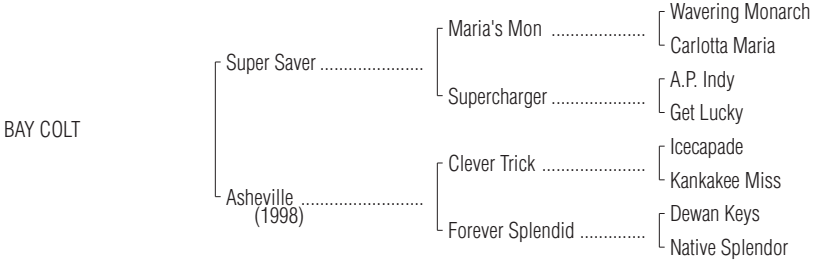 Wavering Monarch
Maria's Mon ....................
Carlotta Maria
Super Saver ......................
A.P. Indy
Supercharger ....................
Get Lucky
BAY COLT
Icecapade
Clever Trick ......................
Kankakee Miss
Asheville ..........................
(1998)
Dewan Keys
Forever Splendid ..............
Native Splendor